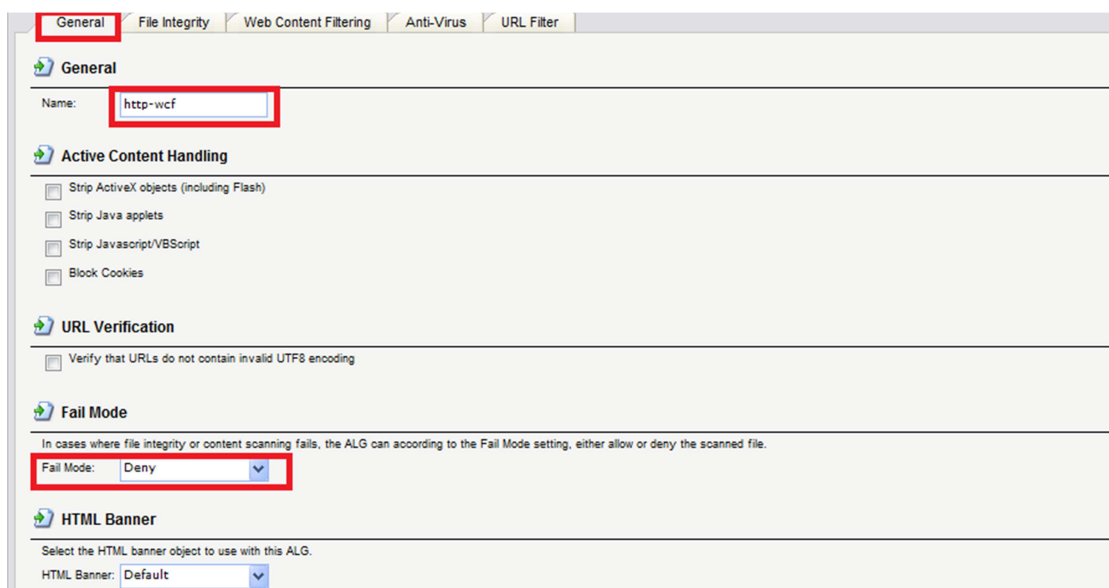 General File Integrity Web Content Filtering Anti-Virus URL Filter
General
Name: http-wcf
Active Content Handling
Strip ActiveX objects (including Flash)
Strip Java applets
Strip Javascript/VBScript
Block Cookies
URL Verification
Verify that URLs do not contain invalid UTF8 encoding
Fail Mode
In cases where file integrity or content scanning fails, the ALG can according to the Fail Mode setting, either allow or deny the scanned file.
Fail Mode: Deny
HTML Banner
Select the HTML banner object to use with this ALG.
HTML Banner: Default